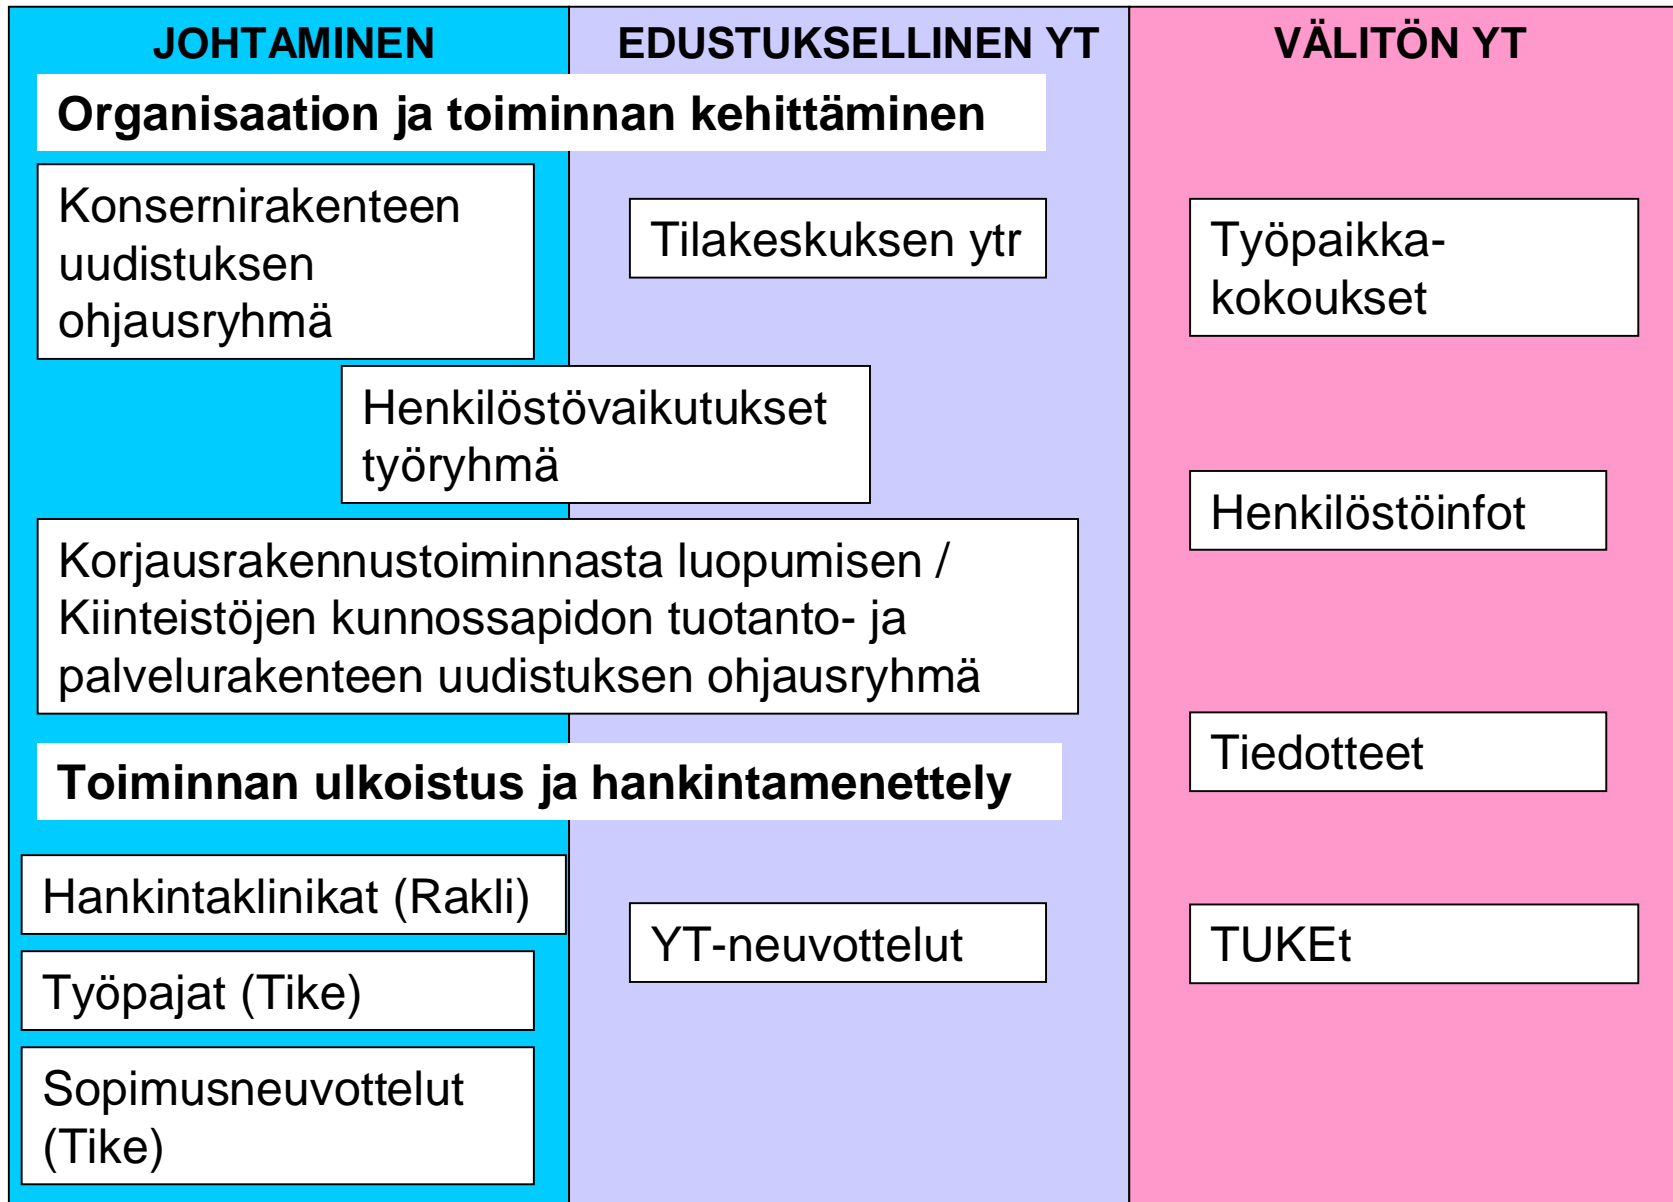 JOHTAMINEN
EDUSTUKSELLINEN YT
VÄLITÖN YT
Organisaation ja toiminnan kehittäminen
Konsernirakenteen
uudistuksen
ohjausryhmä
Tilakeskuksen ytr
Työpaikka-
kokoukset
Henkilöstövaikutukset
työryhmä
Henkilöstöinfot
Korjausrakennustoiminnasta luopumisen /
Kiinteistöjen kunnossapidon tuotanto- ja
palvelurakenteen uudistuksen ohjausryhmä
Tiedotteet
Toiminnan ulkoistus ja hankintamenettely
Hankintaklinikat (Rakli)
YT-neuvottelut
TUKEt
Työpajat (Tike)
Sopimusneuvottelut
(Tike)